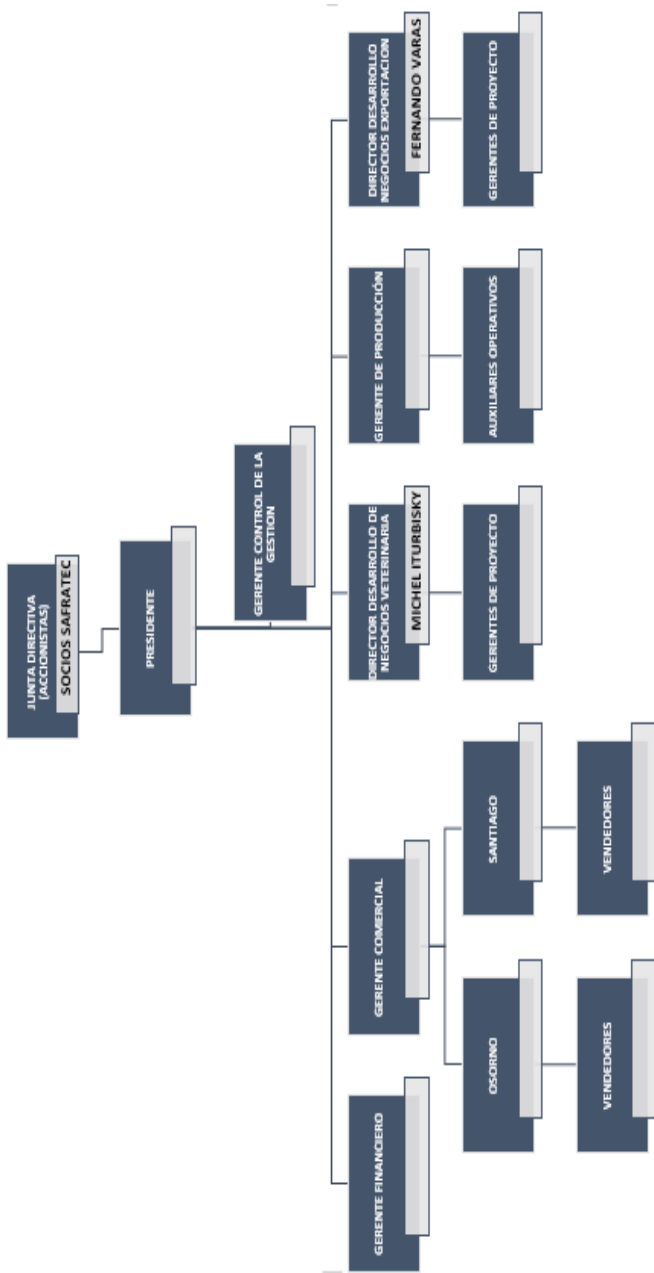 JUNTA DIRECTIVA
(ACCIONISTAS)
SOCIOS SAFRATEC
PRESIDENTE
GERENTE CONTROL DE LA
GESTION
GERENTE FINANCIERO
GERENTE COMERCIAL
DIRECTOR DESARROLLO DE
NEGOCIOS VETERINARIA
MICHEL ITURBISKY
GERENTE DE PRODUCCIÓN
DIRECTOR DESARROLLO
NEGOCIOS EXPORTACION
FERNANDO VARAS
OSORNO
SANTIAGO
GERENTES DE PROYECTO
AUXILIARES OPERATIVOS
GERENTES DE PROYECTO
VENDEDORES
VENDEDORES